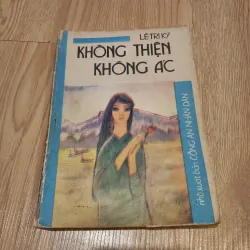 LÊ TRI KỶ
KHÔNG THIỆN
KHÔNG ÁC
nhà xuất bản CÔNG AN NHÂN DÂN